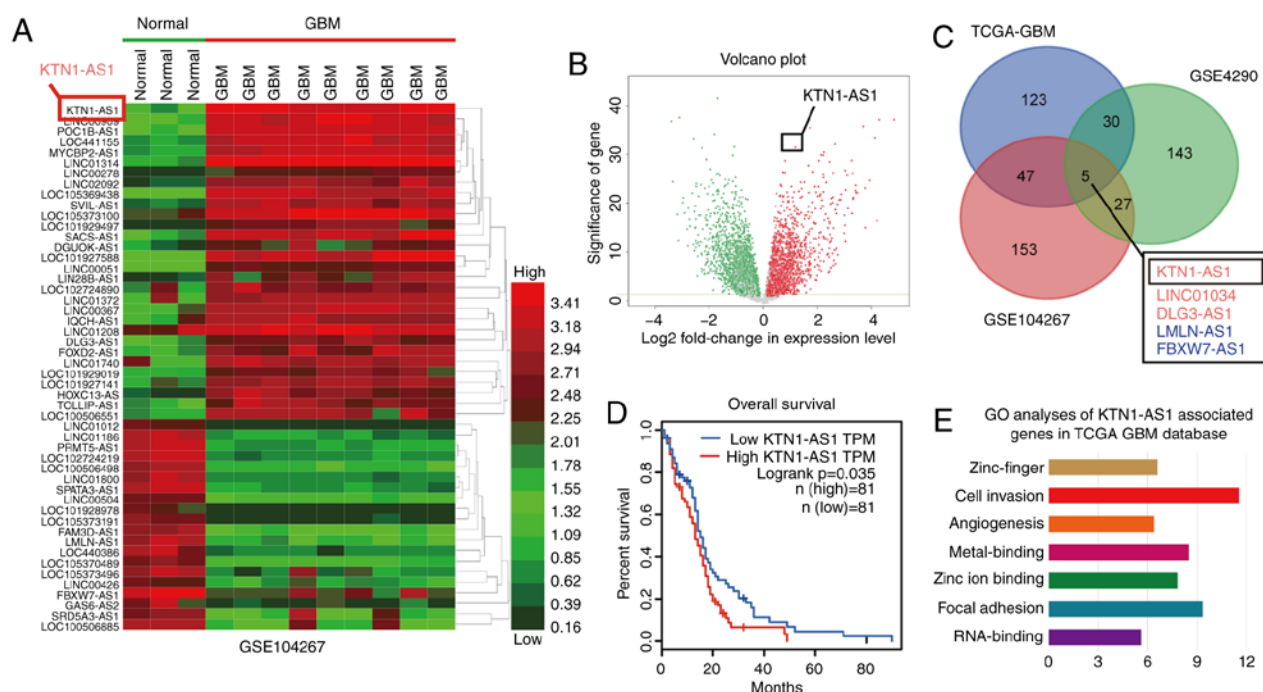 A
Normal
GBM
Normal
Normal
Normal
GBM
GBM
GBM
GBM
GBM
GBM
GBM
GBM
GBM
KTN1-AS1
KTN1-AS1
LINC00909
POC1B-AS1
LOC441155
MYCBP2-AS1
LINC01314
LINC00278
LINC02092
LOC105369438
SVIL-AS1
LOC105373100
LOC101929497
SACS-AS1
DGUOK-AS1
LOC101927588
LINC00051
LIN28B-AS1
LOC102724890
LINC01372
LINC00367
IQCH-AS1
LINC01208
DLG3-AS1
FOXD2-AS1
LINC01740
LOC101929019
LOC101927141
HOXC13-AS
TOLLIP-AS1
LOC100506551
LINC01012
LINC01186
PRMT5-AS1
LOC102724219
LOC100506498
LINC01800
SPATA3-AS1
LINC00504
LOC101928978
LOC105373191
FAM3D-AS1
LMLN-AS1
LOC440386
LOC105370489
LOC105373496
LINC00426
FBXW7-AS1
GAS6-AS2
SRD5A3-AS1
LOC100506885
GSE104267
High
3.41
3.18
2.94
2.71
2.48
2.25
2.01
1.78
1.55
1.32
1.09
0.85
0.62
0.39
0.16
Low
B
Volcano plot
KTN1-AS1
Significance of gene
40
30
20
10
0
−4
−2
0
2
4
Log2 fold-change in expression level
C
TCGA-GBM
GSE4290
123
30
143
47
5
27
153
GSE104267
KTN1-AS1
LINC01034
DLG3-AS1
LMLN-AS1
FBXW7-AS1
D
Overall survival
Low KTN1-AS1 TPM
High KTN1-AS1 TPM
Logrank p=0.035
n (high)=81
n (low)=81
Percent survival
1.0
0.8
0.6
0.4
0.2
0.0
0
20
40
60
80
Months
E
GO analyses of KTN1-AS1 associated
genes in TCGA GBM database
Zinc-finger
Cell invasion
Angiogenesis
Metal-binding
Zinc ion binding
Focal adhesion
RNA-binding
0
3
6
9
12